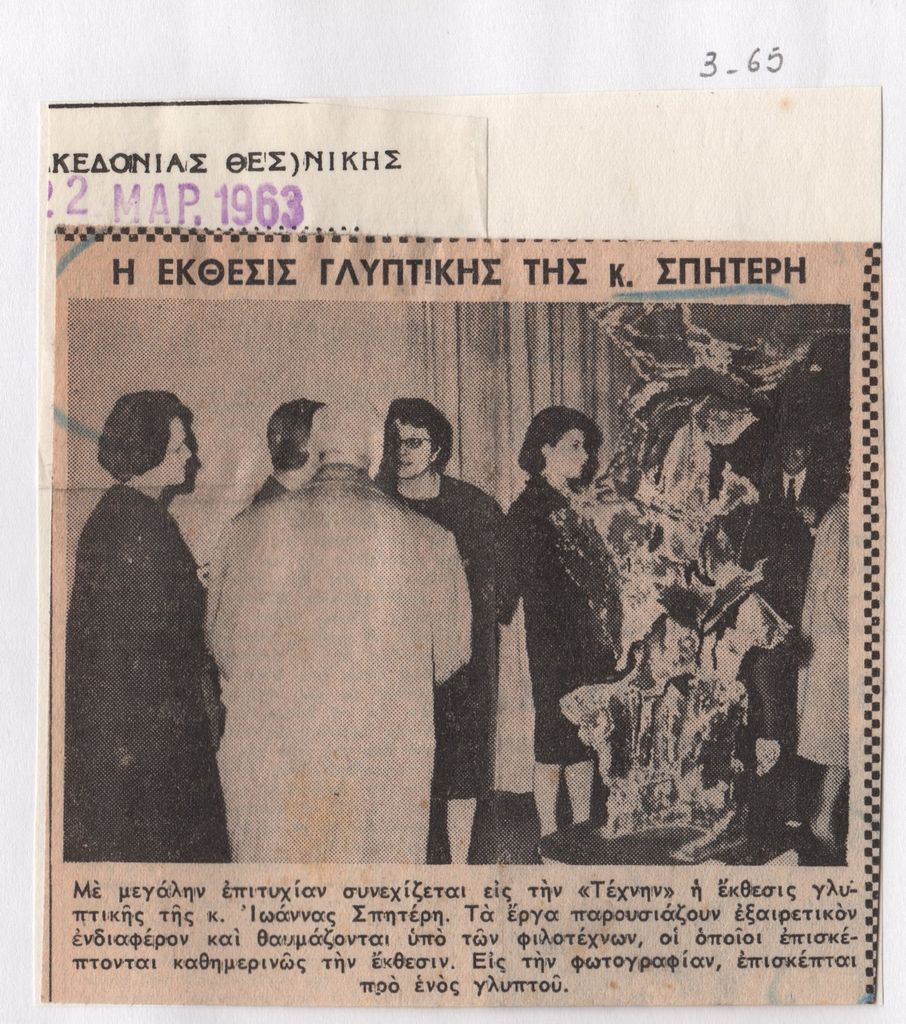 3-65
ΚΕΔΟΝΙΑΣ ΘΕΣ)ΝΙΚΗΣ
22 ΜΑΡ. 1963
Η ΕΚΘΕΣΙΣ ΓΛΥΠΤΙΚΗΣ ΤΗΣ κ. ΣΠΗΤΕΡΗ
Μὲ μεγάλην ἐπιτυχίαν συνεχίζεται εἰς τὴν «Τέχνην» ἡ ἔκθεσις γλυ-
πτικῆς τῆς κ. Ἰωάννας Σπητέρη. Τὰ ἔργα παρουσιάζουν ἐξαιρετικὸν
ἐνδιαφέρον καὶ θαυμάζονται ὑπὸ τῶν φιλοτέχνων, οἱ ὁποῖοι ἐπισκέ-
πτονται καθημερινῶς τὴν ἔκθεσιν. Εἰς τὴν φωτογραφίαν, ἐπισκέπται
πρὸ ἑνὸς γλυπτοῦ.